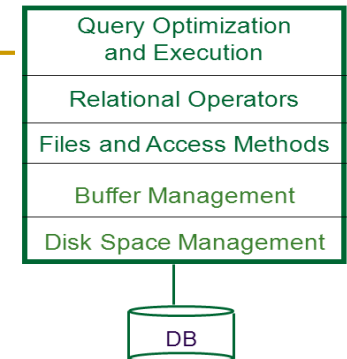 Query Optimization
and Execution
Relational Operators
Files and Access Methods
Buffer Management
Disk Space Management
DB